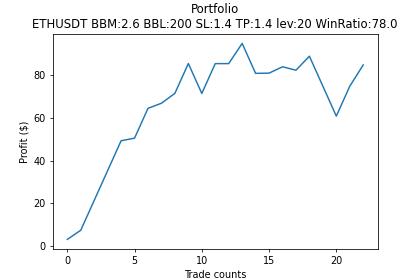 Portfolio
ETHUSDT BBM:2.6 BBL:200 SL:1.4 TP:1.4 lev:20 WinRatio:78.0
80
60
40
20
0
Profit ($)
0 5 10 15 20
Trade counts